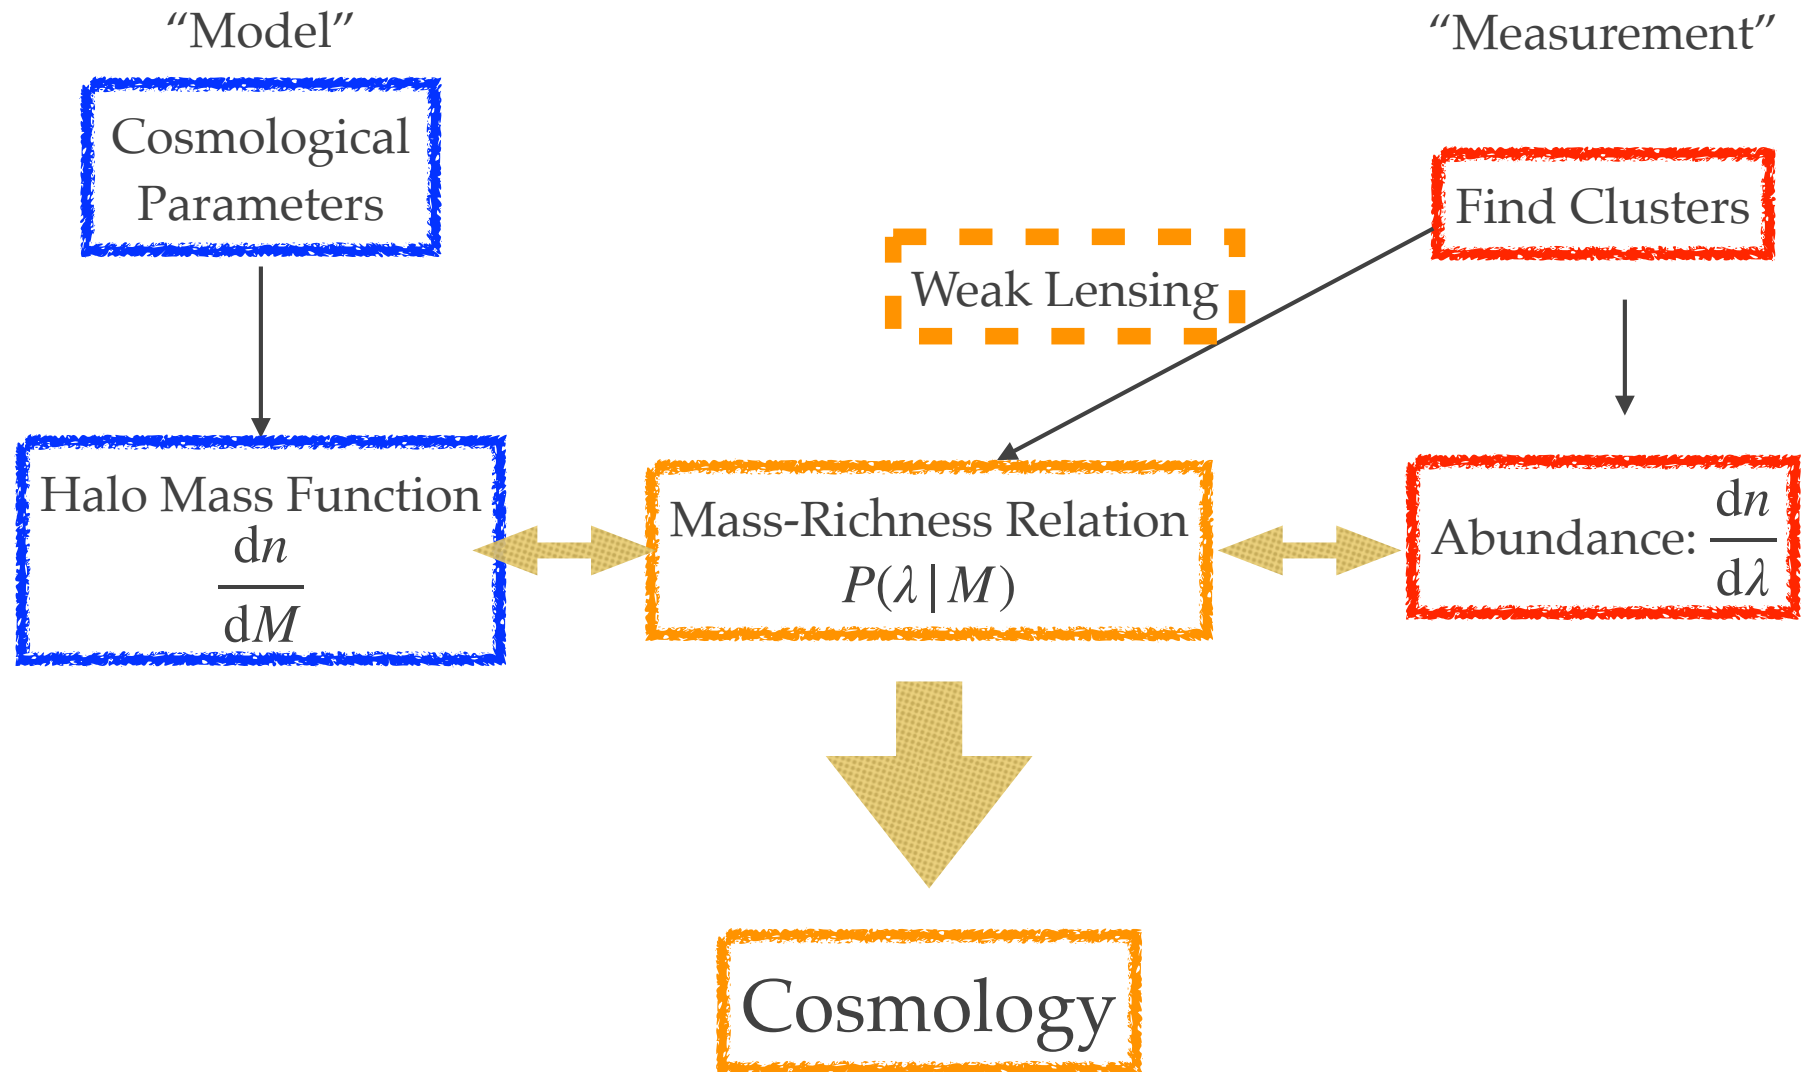 “Model”
“Measurement”
Cosmological
Parameters
Find Clusters
Weak Lensing
Halo Mass Function
dn
dM
Mass-Richness Relation
P(λ | M)
Abundance: dn
dλ
Cosmology